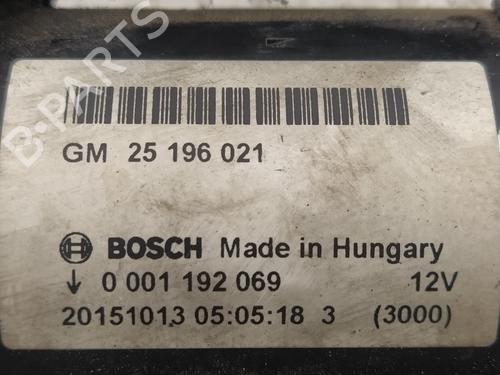 B-PARTS
GM 25 196 021
BOSCH Made in Hungary
↓ 0 001 192 069 12V
20151013 05:05:18 3 (3000)